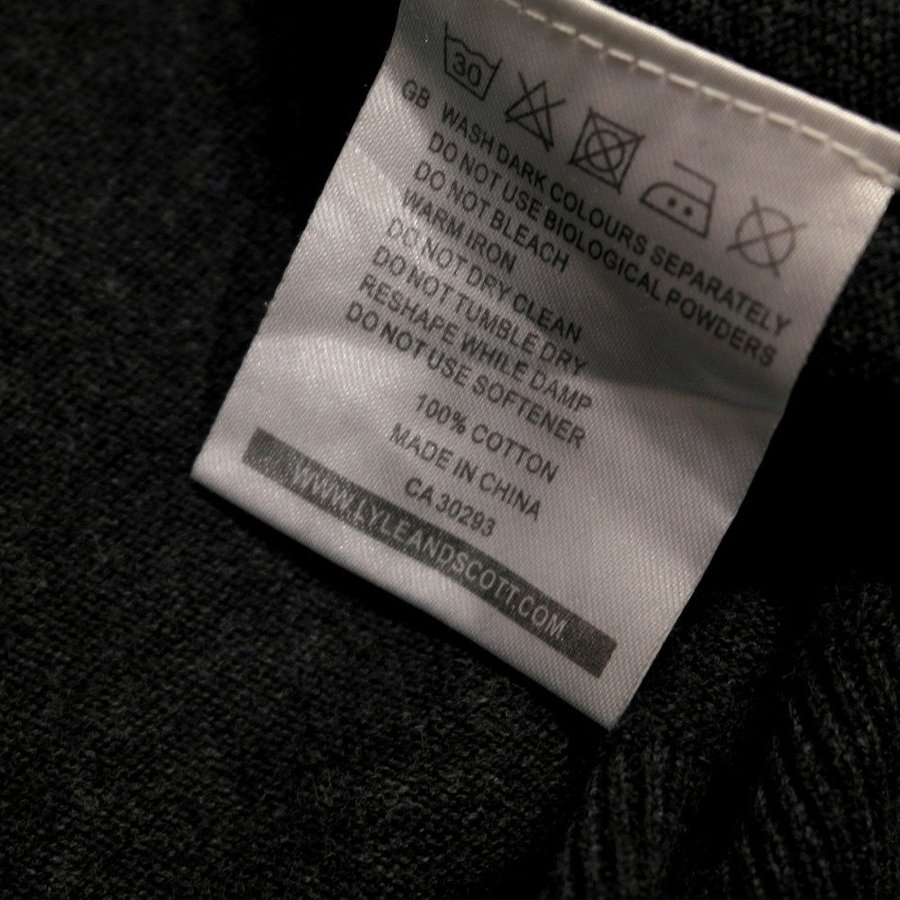 30
GB WASH DARK COLOURS SEPARATELY
DO NOT USE BIOLOGICAL POWDERS
DO NOT BLEACH
WARM IRON
DO NOT DRY CLEAN
DO NOT TUMBLE DRY
RESHAPE WHILE DAMP
DO NOT USE SOFTENER
100% COTTON
MADE IN CHINA
CA30293
WWW.LYLEANDSCOTT.COM